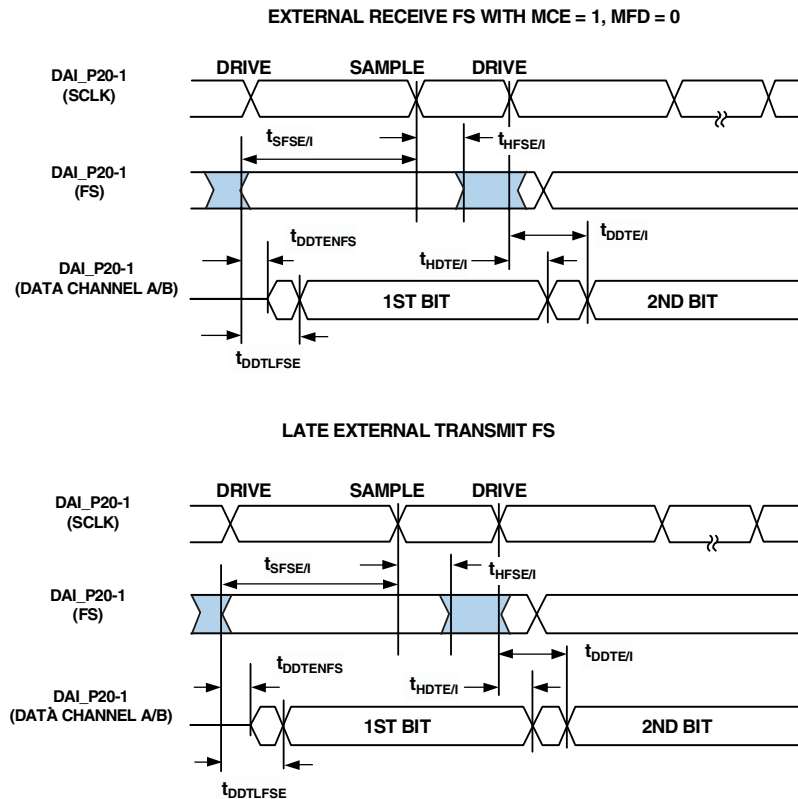 EXTERNAL RECEIVE FS WITH MCE = 1, MFD = 0
DAI_P20-1
(SCLK)
DRIVE SAMPLE DRIVE
tSFSE/I
tHFSE/I
DAI_P20-1
(FS)
tDDTENFS
tHDTE/I
tDDTE/I
DAI_P20-1
(DATA CHANNEL A/B)
1ST BIT
2ND BIT
tDDTLFSE
LATE EXTERNAL TRANSMIT FS
DAI_P20-1
(SCLK)
DRIVE SAMPLE DRIVE
tSFSE/I
tHFSE/I
DAI_P20-1
(FS)
tDDTENFS
tHDTE/I
tDDTE/I
DAI_P20-1
(DATA CHANNEL A/B)
1ST BIT
2ND BIT
tDDTLFSE